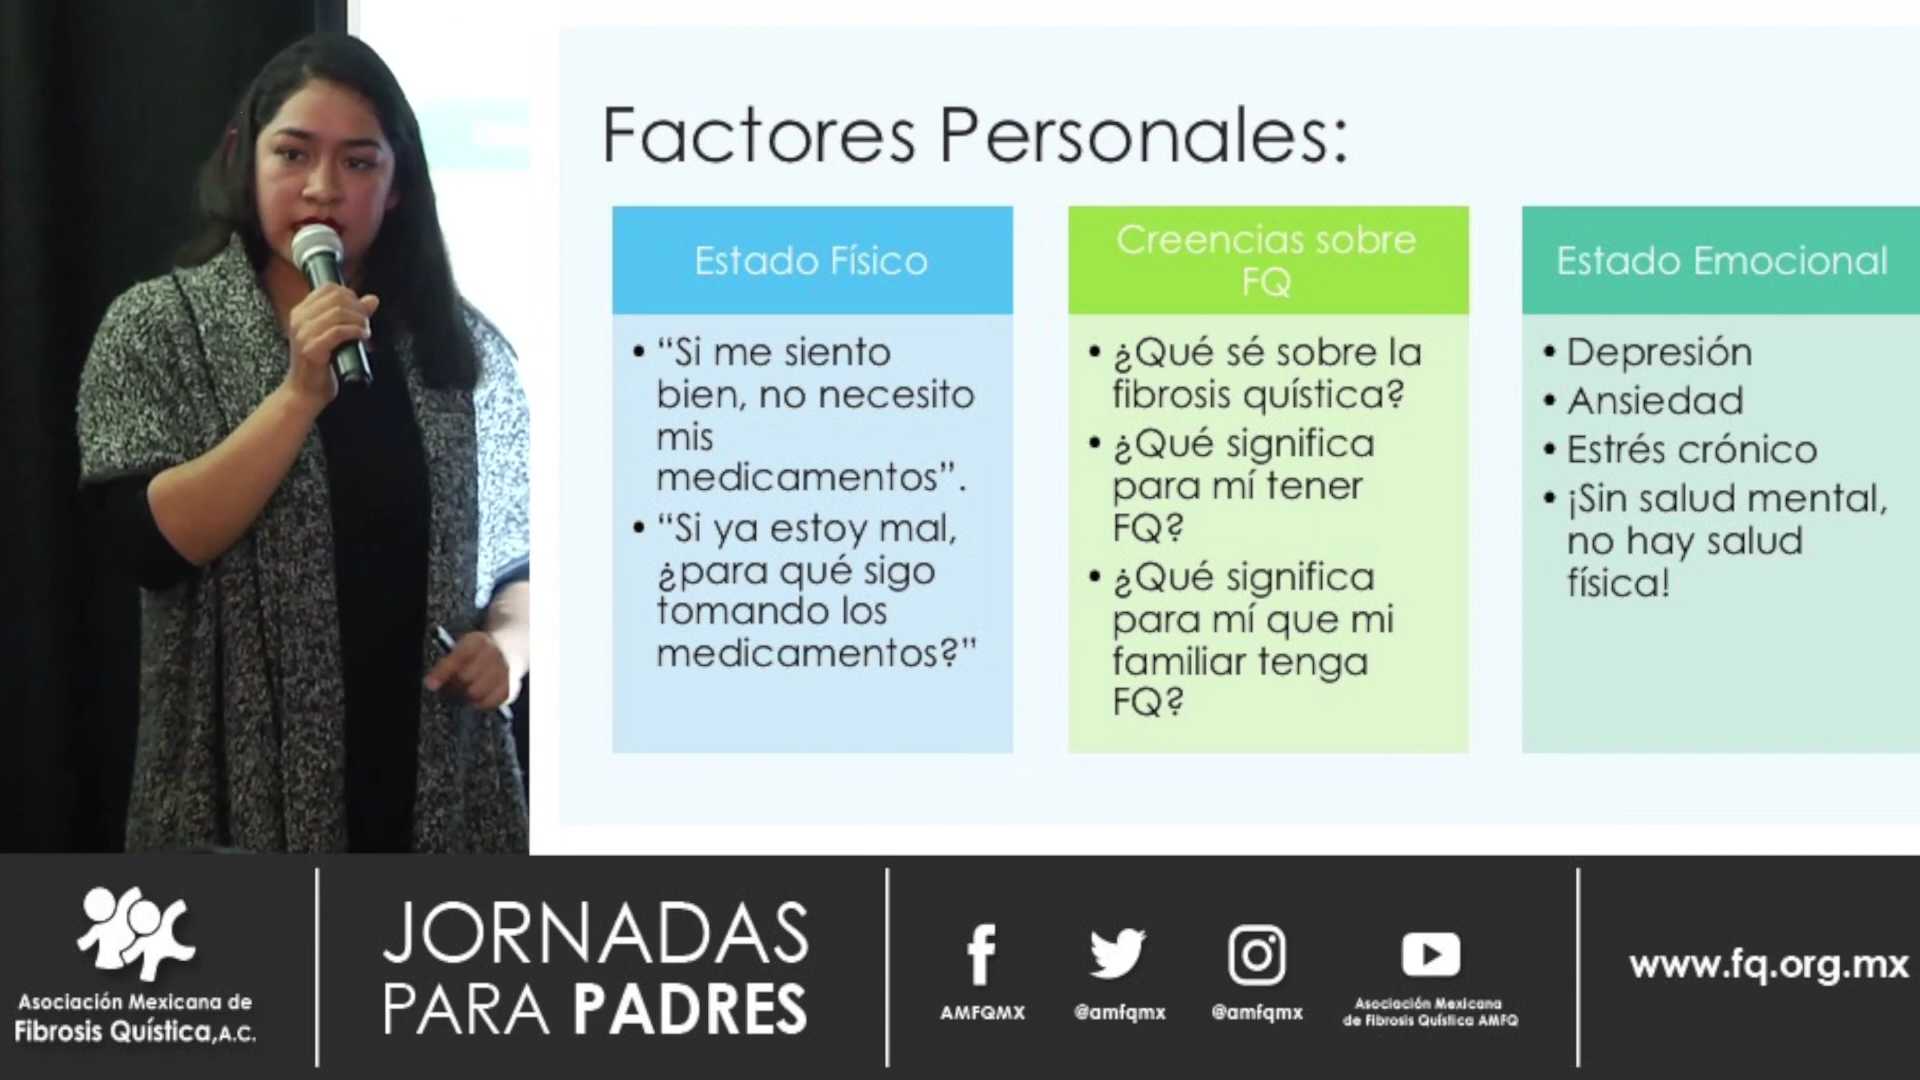 Factores Personales:
Estado Físico
• “Si me siento
bien, no necesito
mis
medicamentos”.
• “Si ya estoy mal,
¿para qué sigo
tomando los
medicamentos?”
Creencias sobre
FQ
• ¿Qué sé sobre la
fibrosis quística?
• ¿Qué significa
para mí tener
FQ?
• ¿Qué significa
para mí que mi
familiar tenga
FQ?
Estado Emocional
• Depresión
• Ansiedad
• Estrés crónico
• ¡Sin salud mental,
no hay salud
física!
Asociación Mexicana de
Fibrosis Quística,A.C.
JORNADAS
PARA PADRES
AMFQMX
@amfqmx
@amfqmx
Asociación Mexicana
de Fibrosis Quística AMFQ
www.fq.org.mx